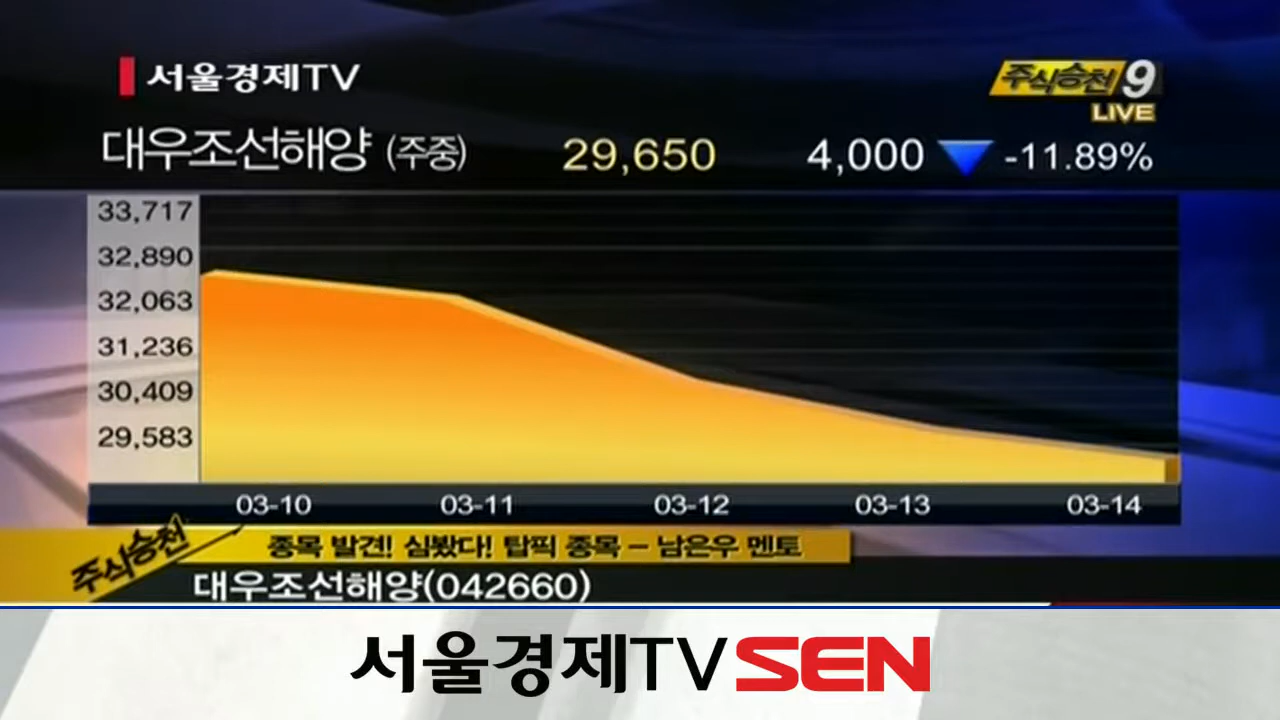 서울경제TV
주식승천 9
LIVE
대우조선해양 (주중) 29,650 4,000 ▼ -11.89%
33,717
32,890
32,063
31,236
30,409
29,583
03-10 03-11 03-12 03-13 03-14
주식승천
종목 발견! 심봤다! 탑픽 종목 - 남은우 멘토
대우조선해양(042660)
서울경제TV SEN